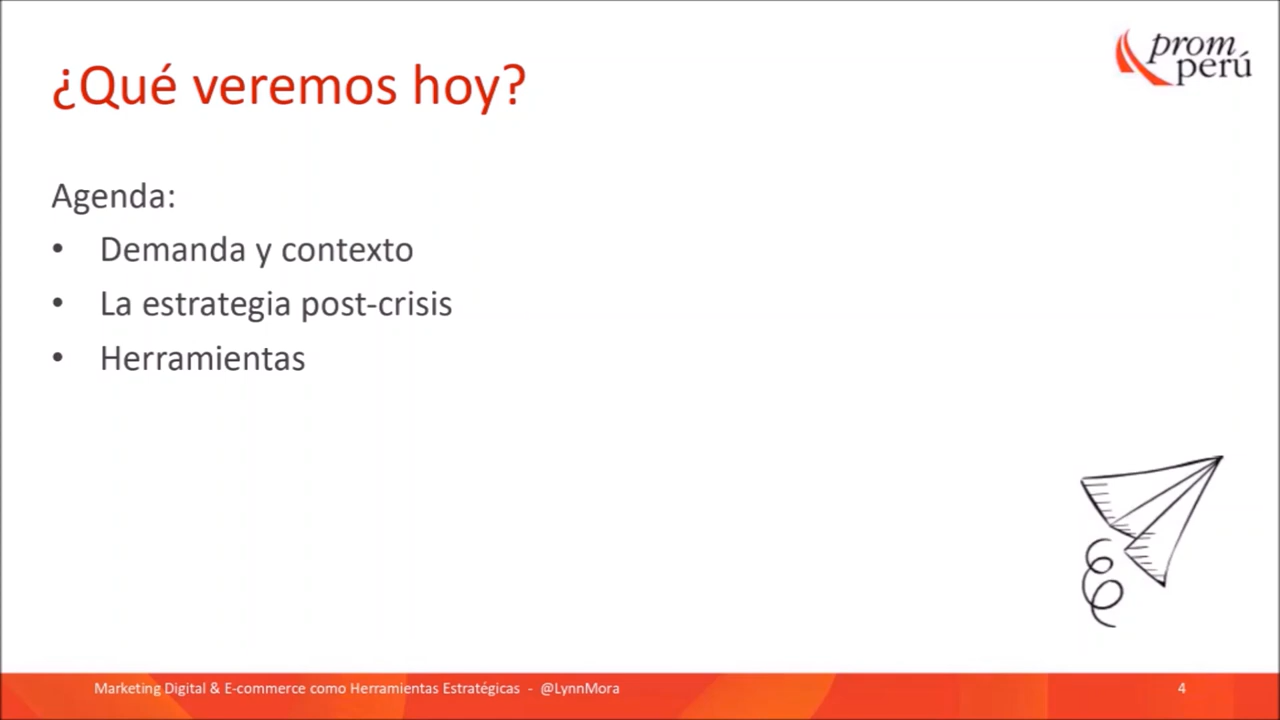 ¿Qué veremos hoy?
prom
perú
Agenda:
• Demanda y contexto
• La estrategia post-crisis
• Herramientas
Marketing Digital & E-commerce como Herramientas Estratégicas - @LynnMora
4